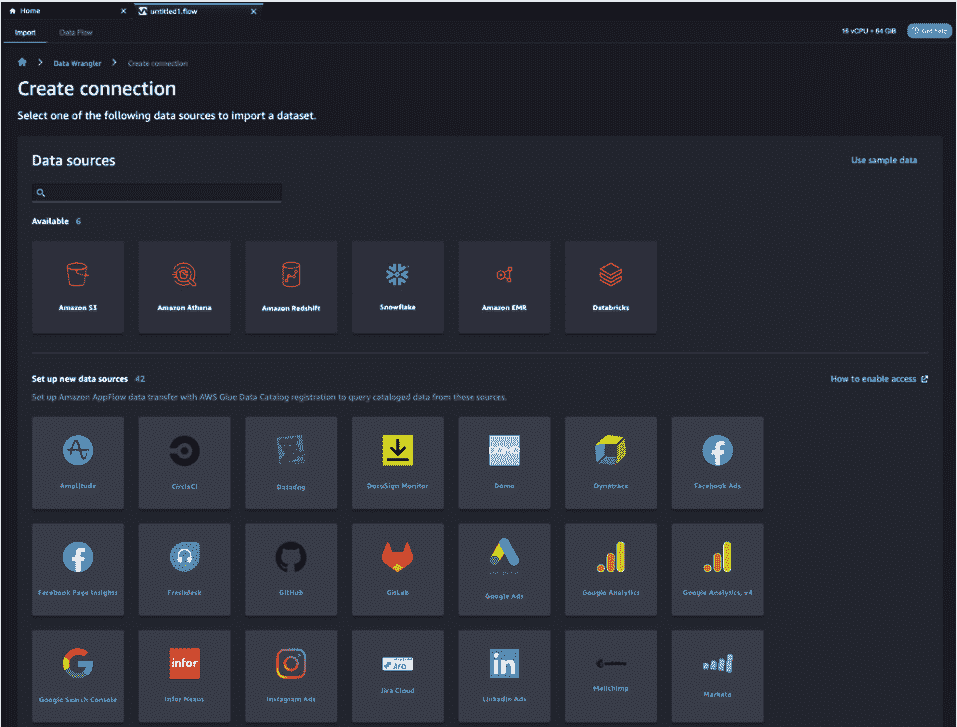 Home
untitled1.flow
Import
Data Flow
16 vCPU + 64 GiB
Get help
Data Wrangler
Create connection
Create connection
Select one of the following data sources to import a dataset.
Data sources
Use sample data
Available 6
Amazon S3
Amazon Athena
Amazon Redshift
Snowflake
Amazon EMR
Databricks
Set up new data sources 42
How to enable access
Set up Amazon AppFlow data transfer with AWS Glue Data Catalog registration to query cataloged data from these sources.
Amplitude
CircleCI
Datadog
DocuSign Monitor
Domo
Dynatrace
Facebook Ads
Facebook Page Insights
Freshdesk
GitHub
GitLab
Google Ads
Google Analytics
Google Analytics, v4
infor
Jira
in
Google Search Console
Infor Nexus
Instagram Ads
Jira Cloud
LinkedIn Ads
Mailchimp
Marketo